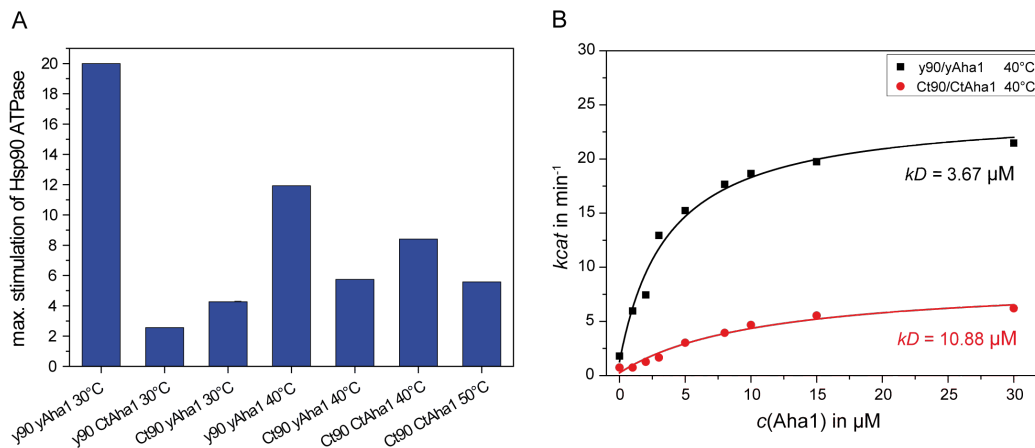 A
max. stimulation of Hsp90 ATPase
20
18
16
14
12
10
8
6
4
2
0
y90 yAha1 30°C
y90 CtAha1 30°C
Ct90 yAha1 30°C
y90 yAha1 40°C
Ct90 yAha1 40°C
Ct90 CtAha1 40°C
Ct90 CtAha1 50°C
B
kcat in min-1
30
25
20
15
10
5
0
y90/yAha1 40°C
Ct90/CtAha1 40°C
kD = 3.67 µM
kD = 10.88 µM
0 5 10 15 20 25 30
c(Aha1) in µM